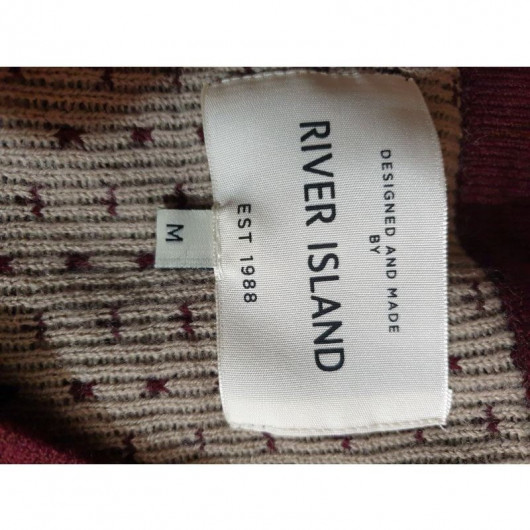 DESIGNED AND MADE
BY
RIVER ISLAND
EST 1988
M